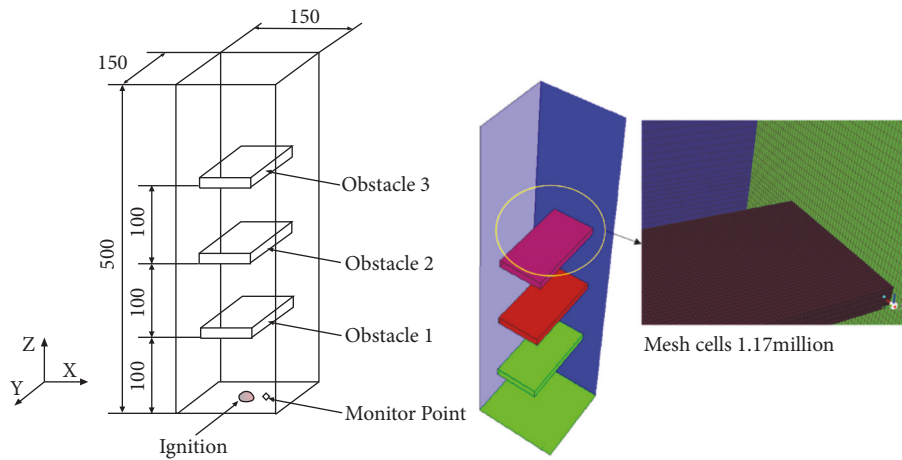 150
150
500
100
100
100
Obstacle 3
Obstacle 2
Obstacle 1
Z
X
Y
Ignition
Monitor Point
Mesh cells 1.17million